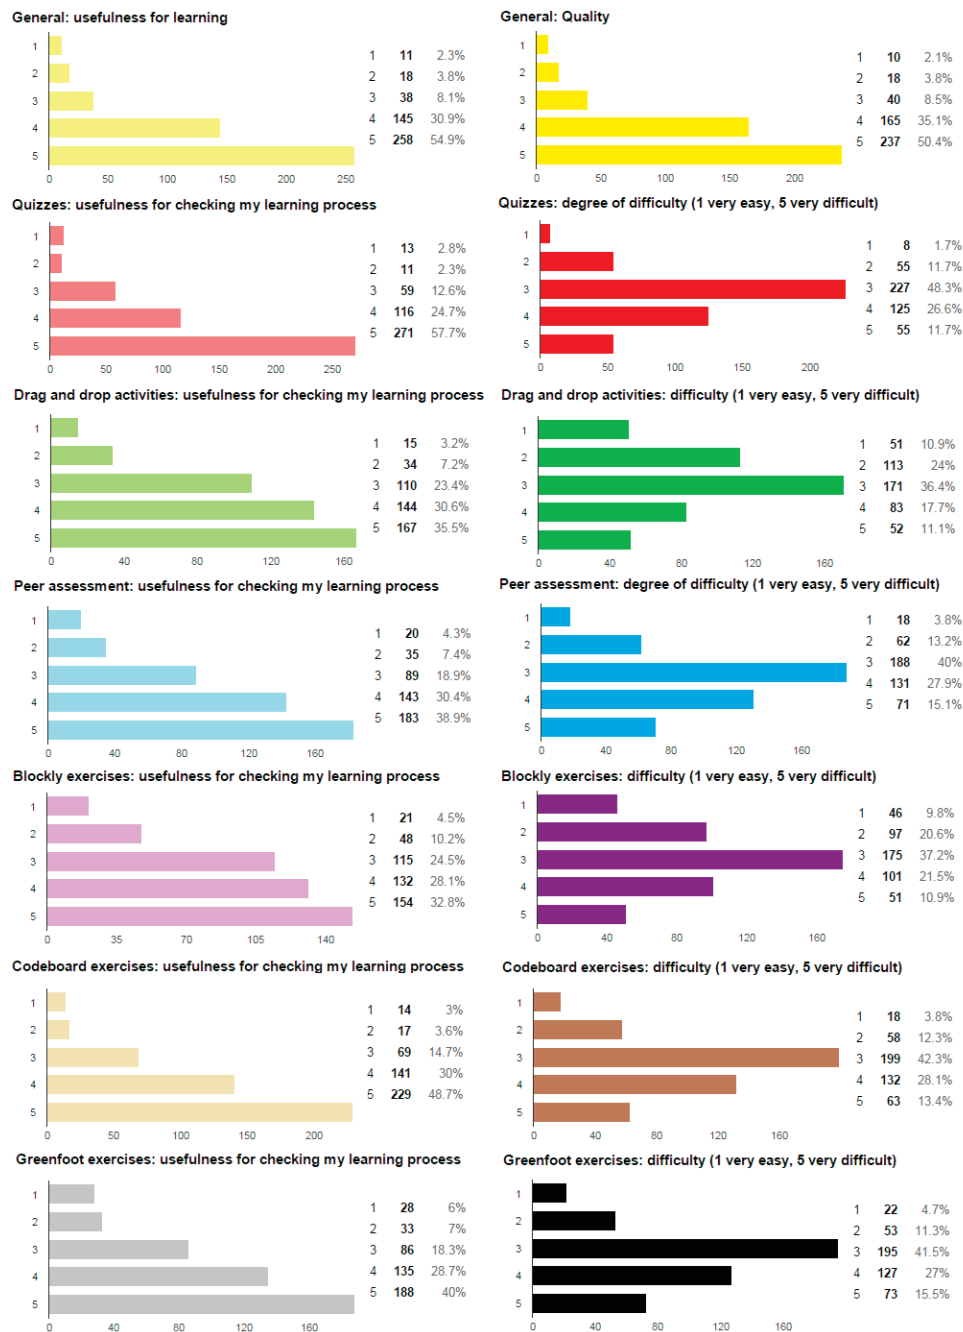 General: usefulness for learning
1
2
3
4
5
0 50 100 150 200 250
1 11 2.3%
2 18 3.8%
3 38 8.1%
4 145 30.9%
5 258 54.9%
General: Quality
1
2
3
4
5
0 50 100 150 200
1 10 2.1%
2 18 3.8%
3 40 8.5%
4 165 35.1%
5 237 50.4%
Quizzes: usefulness for checking my learning process
1
2
3
4
5
0 50 100 150 200 250
1 13 2.8%
2 11 2.3%
3 59 12.6%
4 116 24.7%
5 271 57.7%
Quizzes: degree of difficulty (1 very easy, 5 very difficult)
1
2
3
4
5
0 50 100 150 200
1 8 1.7%
2 55 11.7%
3 227 48.3%
4 125 26.6%
5 55 11.7%
Drag and drop activities: usefulness for checking my learning process
1
2
3
4
5
0 40 80 120 160
1 15 3.2%
2 34 7.2%
3 110 23.4%
4 144 30.6%
5 167 35.5%
Drag and drop activities: difficulty (1 very easy, 5 very difficult)
1
2
3
4
5
0 40 80 120 160
1 51 10.9%
2 113 24%
3 171 36.4%
4 83 17.7%
5 52 11.1%
Peer assessment: usefulness for checking my learning process
1
2
3
4
5
0 40 80 120 160
1 20 4.3%
2 35 7.4%
3 89 18.9%
4 143 30.4%
5 183 38.9%
Peer assessment: degree of difficulty (1 very easy, 5 very difficult)
1
2
3
4
5
0 40 80 120 160
1 18 3.8%
2 62 13.2%
3 188 40%
4 131 27.9%
5 71 15.1%
Blockly exercises: usefulness for checking my learning process
1
2
3
4
5
0 35 70 105 140
1 21 4.5%
2 48 10.2%
3 115 24.5%
4 132 28.1%
5 154 32.8%
Blockly exercises: difficulty (1 very easy, 5 very difficult)
1
2
3
4
5
0 40 80 120 160
1 46 9.8%
2 97 20.6%
3 175 37.2%
4 101 21.5%
5 51 10.9%
Codeboard exercises: usefulness for checking my learning process
1
2
3
4
5
0 50 100 150 200
1 14 3%
2 17 3.6%
3 69 14.7%
4 141 30%
5 229 48.7%
Codeboard exercises: difficulty (1 very easy, 5 very difficult)
1
2
3
4
5
0 40 80 120 160
1 18 3.8%
2 58 12.3%
3 199 42.3%
4 132 28.1%
5 63 13.4%
Greenfoot exercises: usefulness for checking my learning process
1
2
3
4
5
0 40 80 120 160
1 28 6%
2 33 7%
3 86 18.3%
4 135 28.7%
5 188 40%
Greenfoot exercises: difficulty (1 very easy, 5 very difficult)
1
2
3
4
5
0 40 80 120 160
1 22 4.7%
2 53 11.3%
3 195 41.5%
4 127 27%
5 73 15.5%